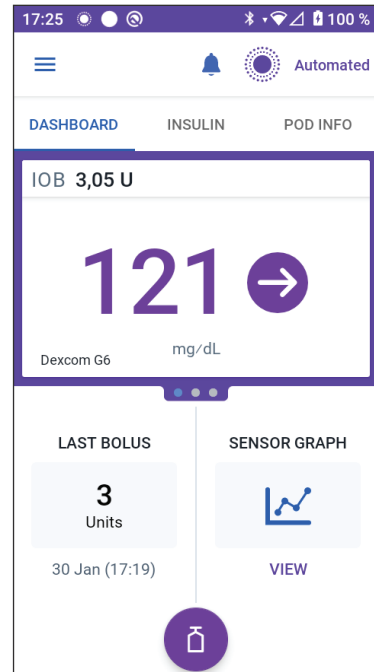 17:25 100 %
Automated
DASHBOARD INSULIN POD INFO
IOB 3,05 U
121
mg/dL
Dexcom G6
LAST BOLUS SENSOR GRAPH
3
Units
30 Jan (17:19) VIEW